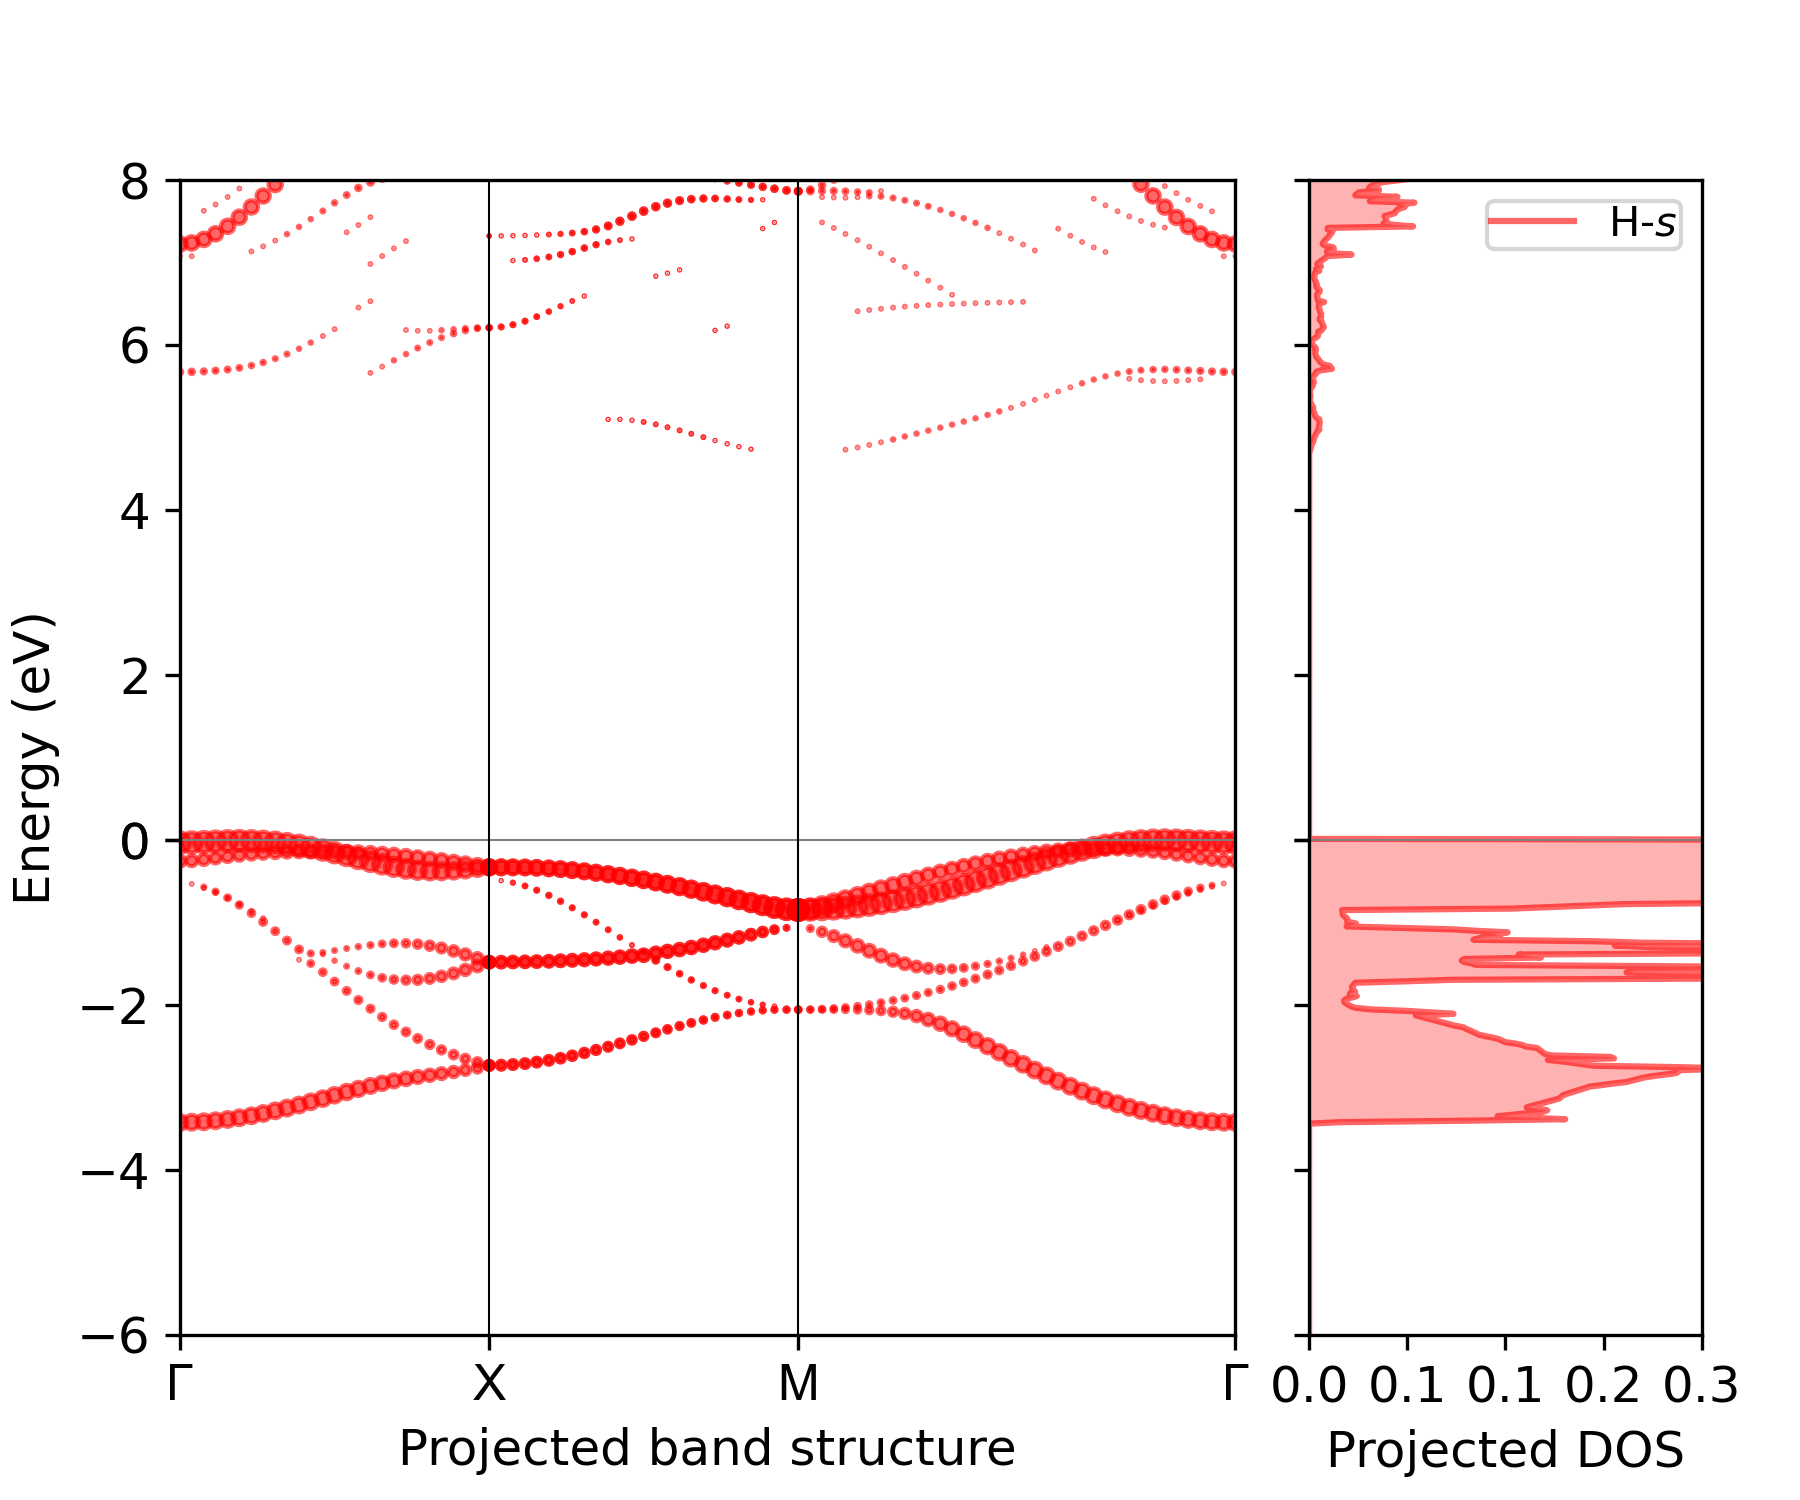 8
6
4
2
0
−2
−4
−6
Energy (eV)
Γ
X
M
Γ
Projected band structure
H-s
0.0
0.1
0.1
0.2
0.3
Projected DOS